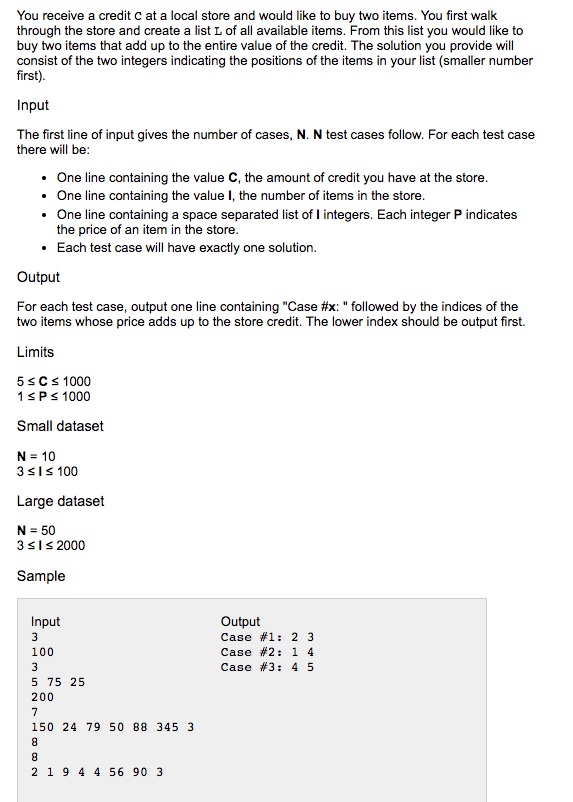 You receive a credit C at a local store and would like to buy two items. You first walk
through the store and create a list L of all available items. From this list you would like to
buy two items that add up to the entire value of the credit. The solution you provide will
consist of the two integers indicating the positions of the items in your list (smaller number
first).
Input
The first line of input gives the number of cases, N. N test cases follow. For each test case
there will be:
• One line containing the value C, the amount of credit you have at the store.
• One line containing the value I, the number of items in the store.
• One line containing a space separated list of I integers. Each integer P indicates
the price of an item in the store.
• Each test case will have exactly one solution.
Output
For each test case, output one line containing "Case #x: " followed by the indices of the
two items whose price adds up to the store credit. The lower index should be output first.
Limits
5 ≤ C ≤ 1000
1 ≤ P ≤ 1000
Small dataset
N = 10
3 ≤ I ≤ 100
Large dataset
N = 50
3 ≤ I ≤ 2000
Sample
Input
3
100
3
5 75 25
200
7
150 24 79 50 88 345 3
8
8
2 1 9 4 4 56 90 3
Output
Case #1: 2 3
Case #2: 1 4
Case #3: 4 5